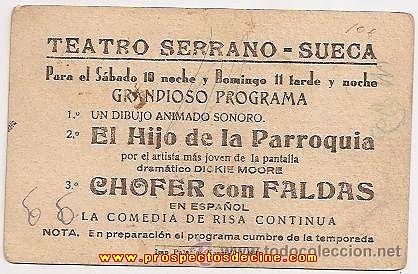 TEATRO SERRANO - SUECA
Para el Sábado 10 noche y Domingo 11 tarde y noche
GRANDIOSO PROGRAMA
1.º UN DIBUJO ANIMADO SONORO.
2.º El Hijo de la Parroquia
por el artista más joven de la pantalla
dramático DICKIE MOORE
3.º CHOFER con FALDAS
EN ESPAÑOL
LA COMEDIA DE RISA CONTINUA
NOTA. En preparación el programa cumbre de la temporada
www.prospectosdecine.com
todocoleccion.net